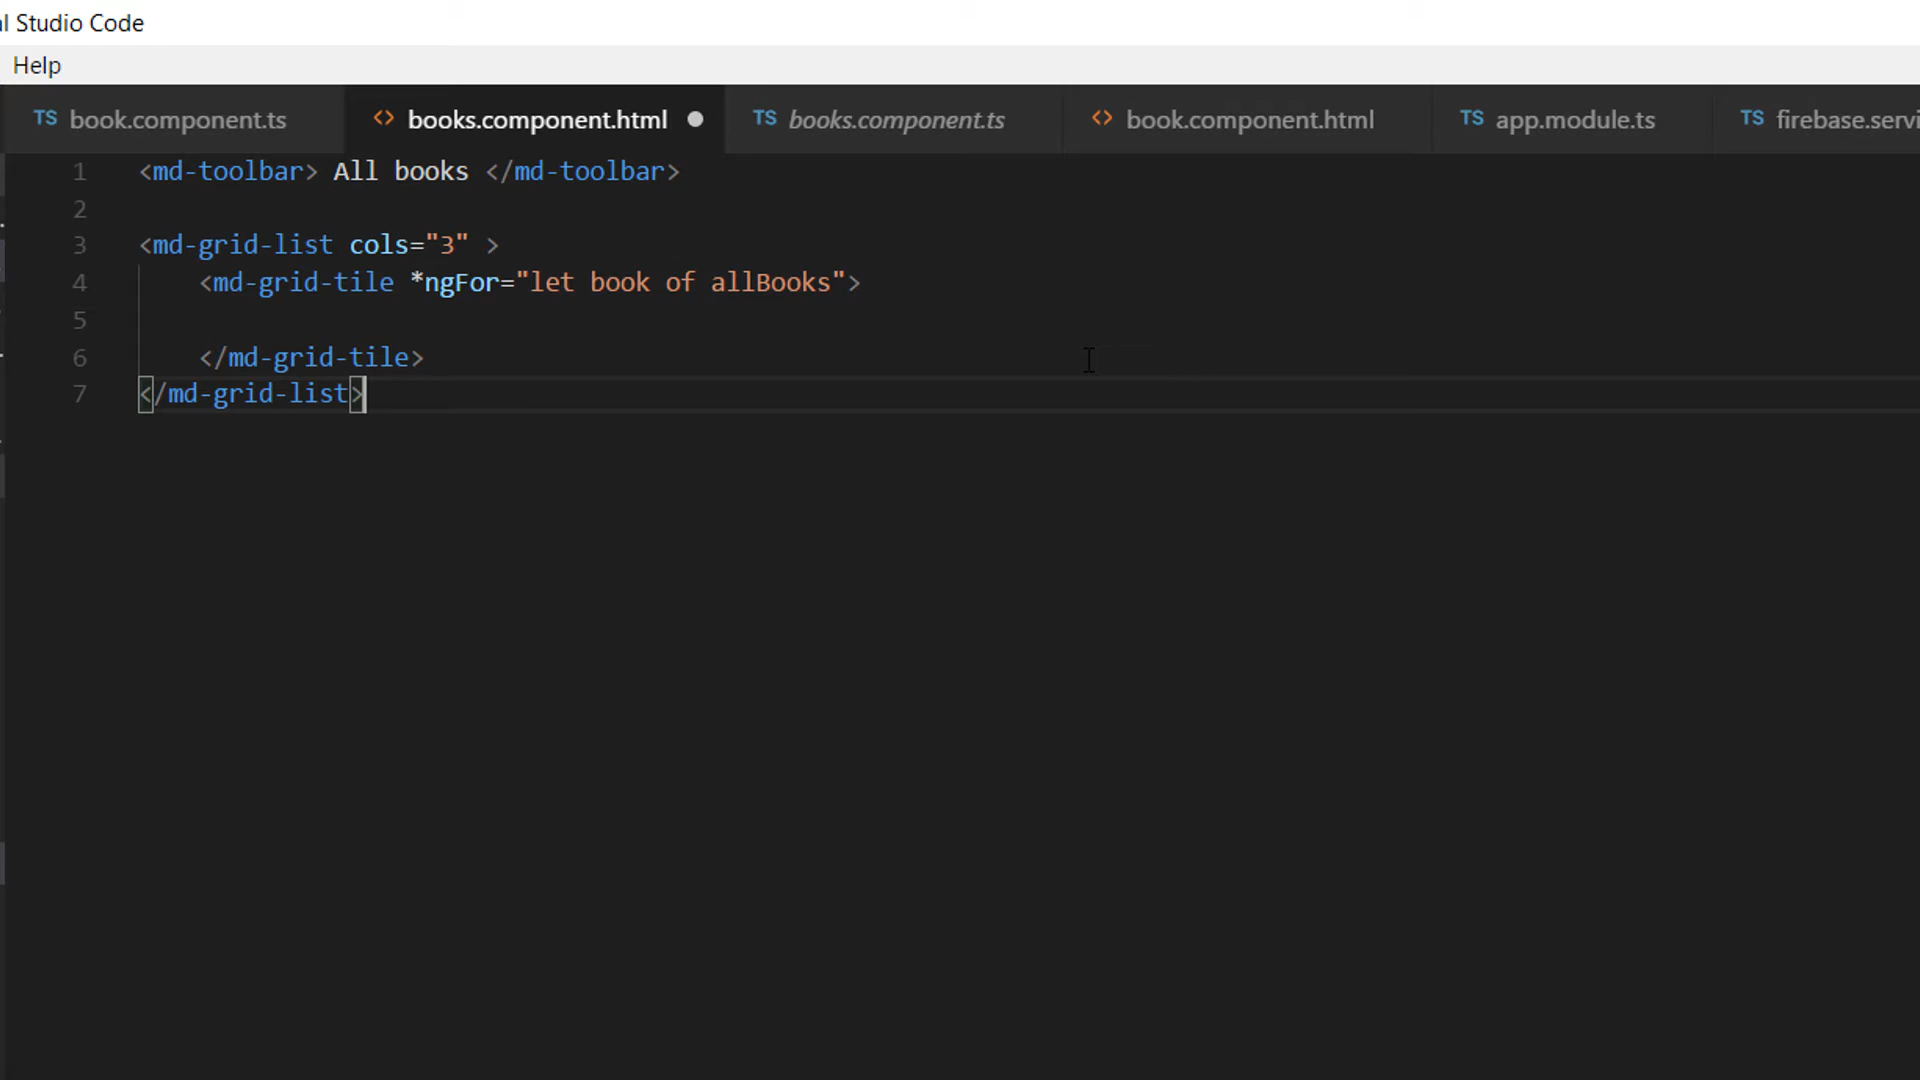 l Studio Code
Help
TS book.component.ts <> books.component.html TS books.component.ts <> book.component.html TS app.module.ts TS firebase.servi
1 <md-toolbar> All books </md-toolbar>
2
3 <md-grid-list cols="3" >
4 <md-grid-tile *ngFor="let book of allBooks">
5
6 </md-grid-tile>
7 </md-grid-list>